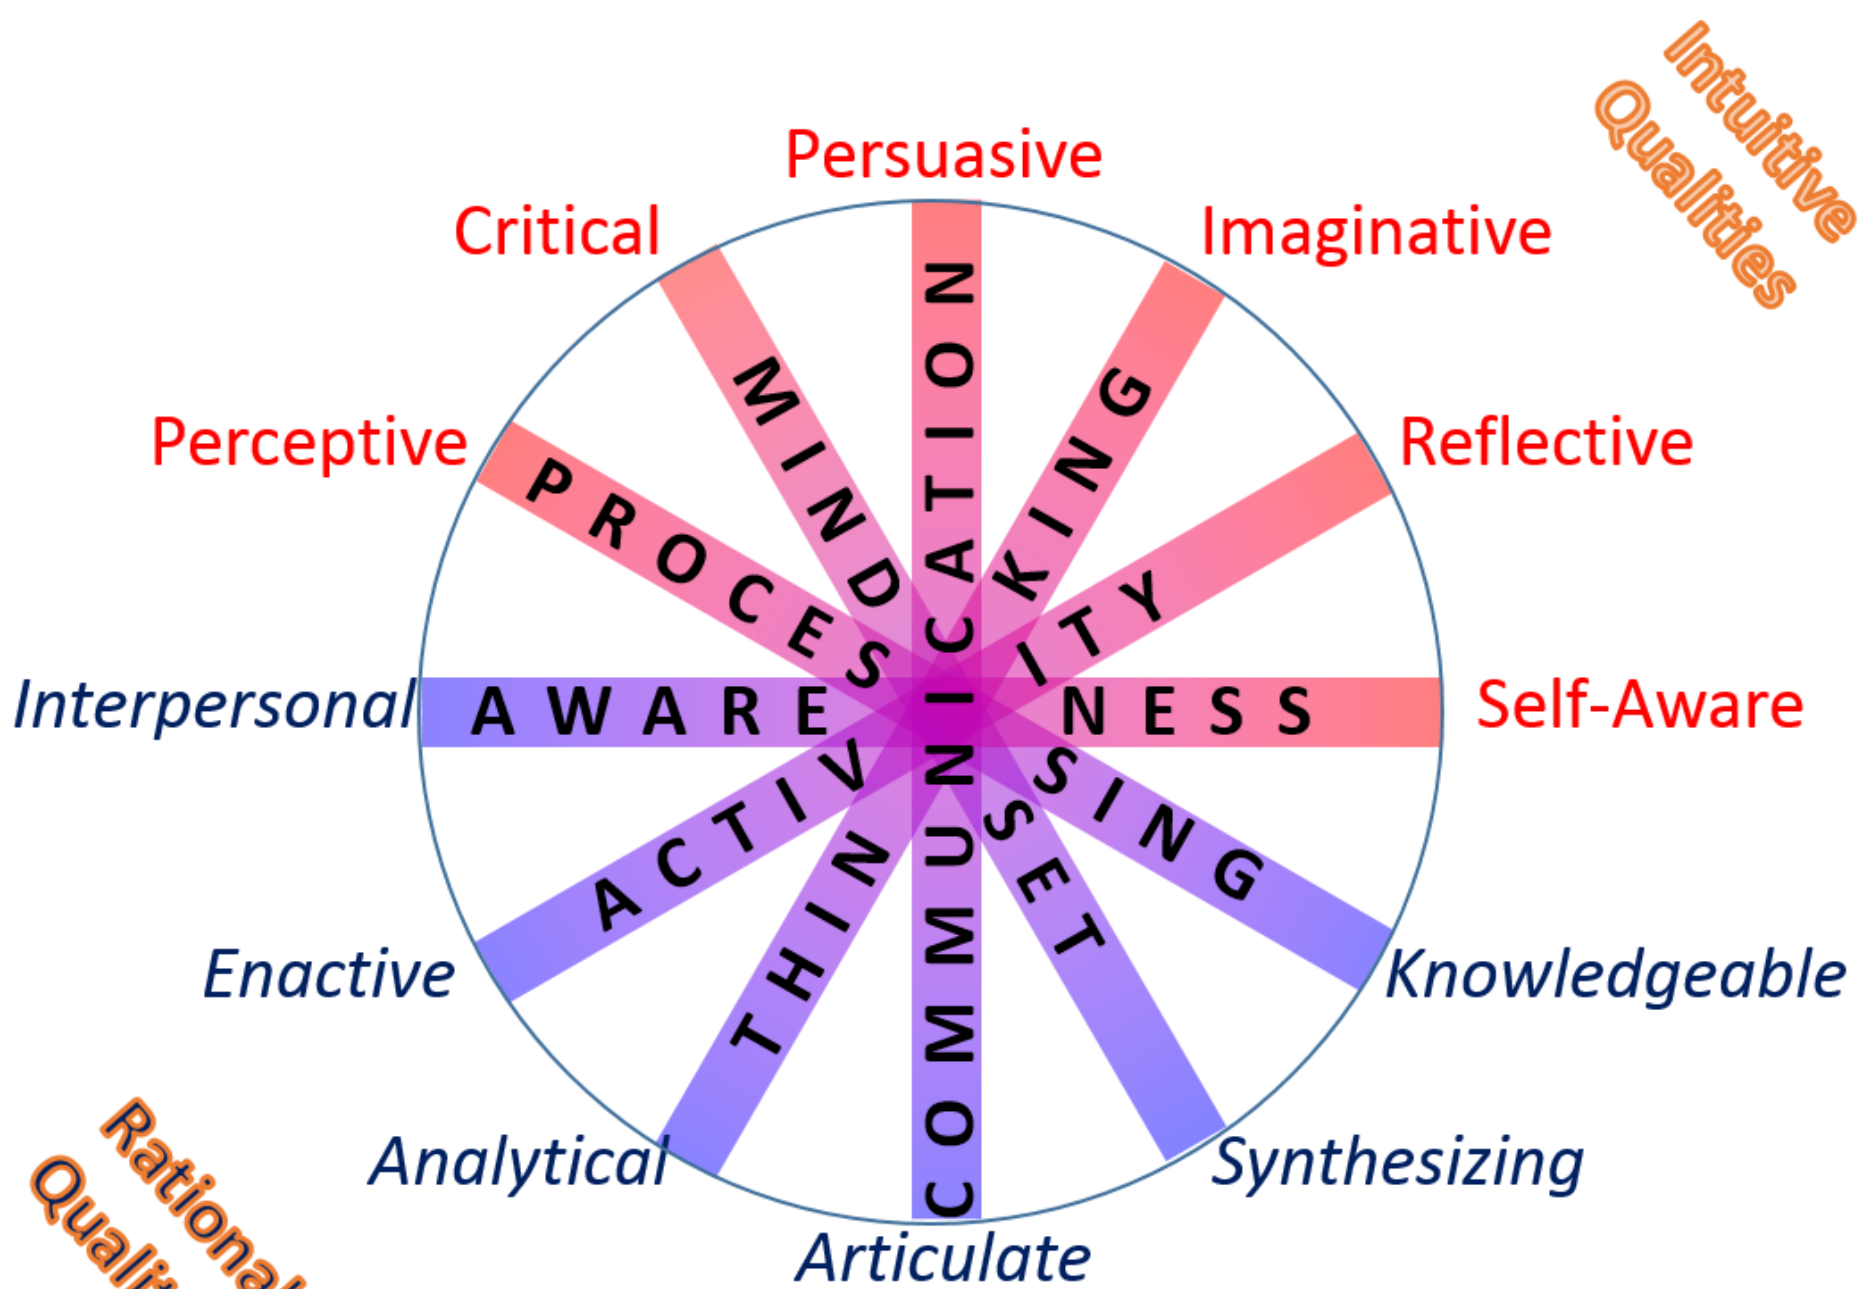 Intuitive
Qualities
Persuasive
Critical
Imaginative
Perceptive
Reflective
Interpersonal
Self-Aware
Enactive
Knowledgeable
Analytical
Synthesizing
Articulate
PROCESSING
MINDSET
COMMUNICATION
THINKING
ACTIVITY
AWARENESS
Rational
Qualit